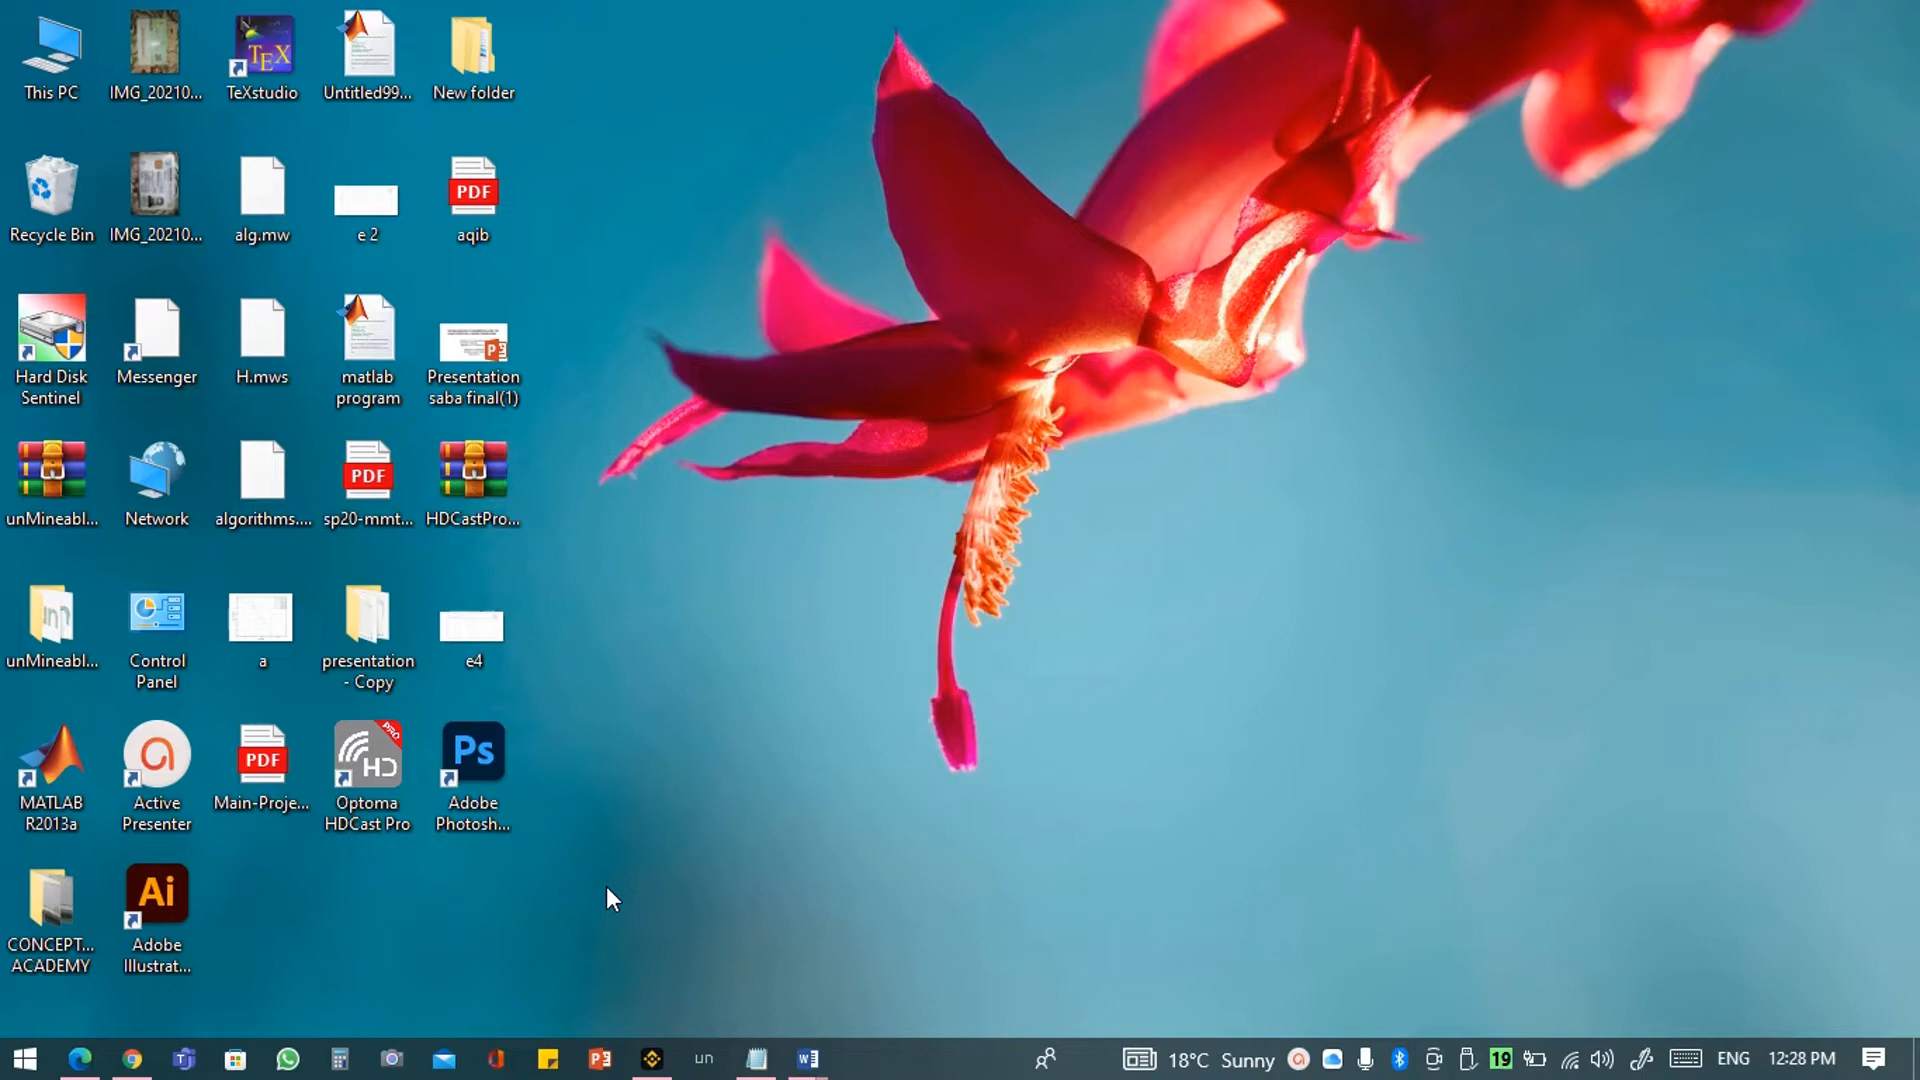 This PC
IMG_20210...
TeXstudio
Untitled99...
New folder
Recycle Bin
IMG_20210...
alg.mw
e 2
PDF
aqib
Hard Disk
Sentinel
Messenger
H.mws
matlab
program
Presentation
saba final(1)
unMineabl...
Network
algorithms....
PDF
sp20-mmt...
HDCastPro...
unMineabl...
Control
Panel
a
presentation
- Copy
e4
MATLAB
R2013a
Active
Presenter
PDF
Main-Proje...
PRO
HD
Optoma
HDCast Pro
Ps
Adobe
Photosh...
CONCEPT...
ACADEMY
Ai
Adobe
Illustrat...
un
18°C Sunny
19
ENG
12:28 PM